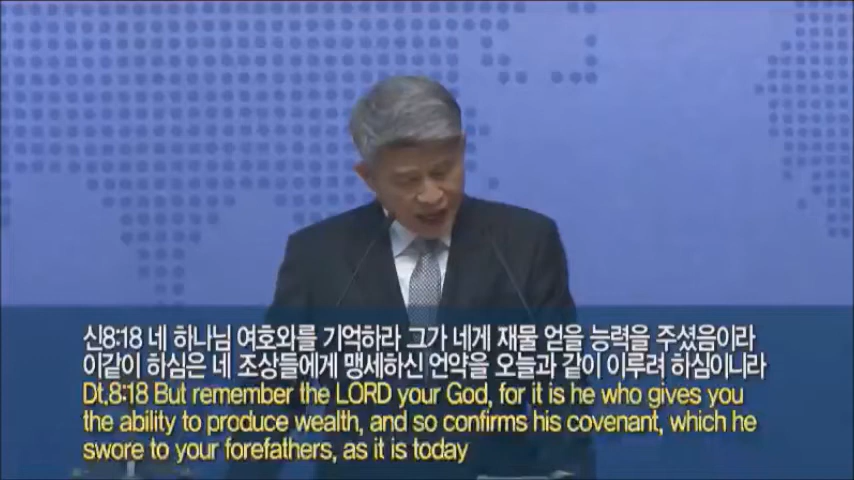 신8:18 네 하나님 여호와를 기억하라 그가 네게 재물 얻을 능력을 주셨음이라
이같이 하심은 네 조상들에게 맹세하신 언약을 오늘과 같이 이루려 하심이니라
Dt.8:18 But remember the LORD your God, for it is he who gives you
the ability to produce wealth, and so confirms his covenant, which he
swore to your forefathers, as it is today